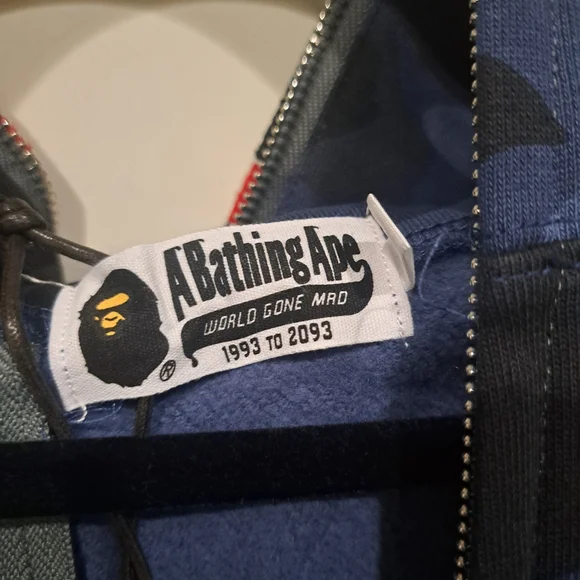 A Bathing Ape
WORLD GONE MAD
1993 TO 2093
®